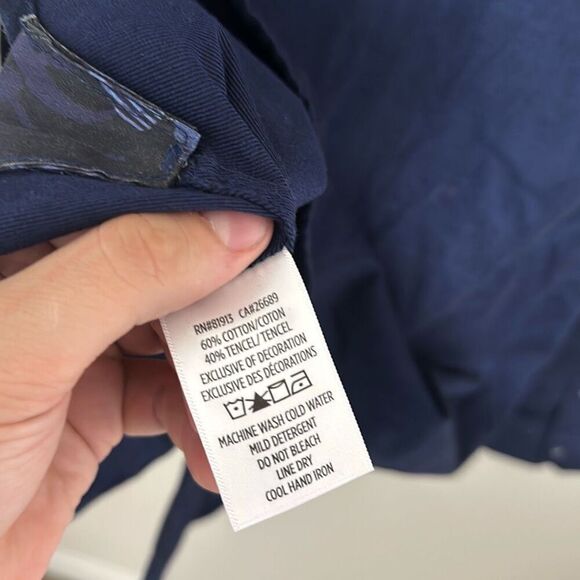 RN#81913 CA#26689
60% COTTON/COTON
40% TENCEL/TENCEL
EXCLUSIVE OF DECORATION
EXCLUSIVE DES DÉCORATIONS
MACHINE WASH COLD WATER
MILD DETERGENT
DO NOT BLEACH
LINE DRY
COOL HAND IRON